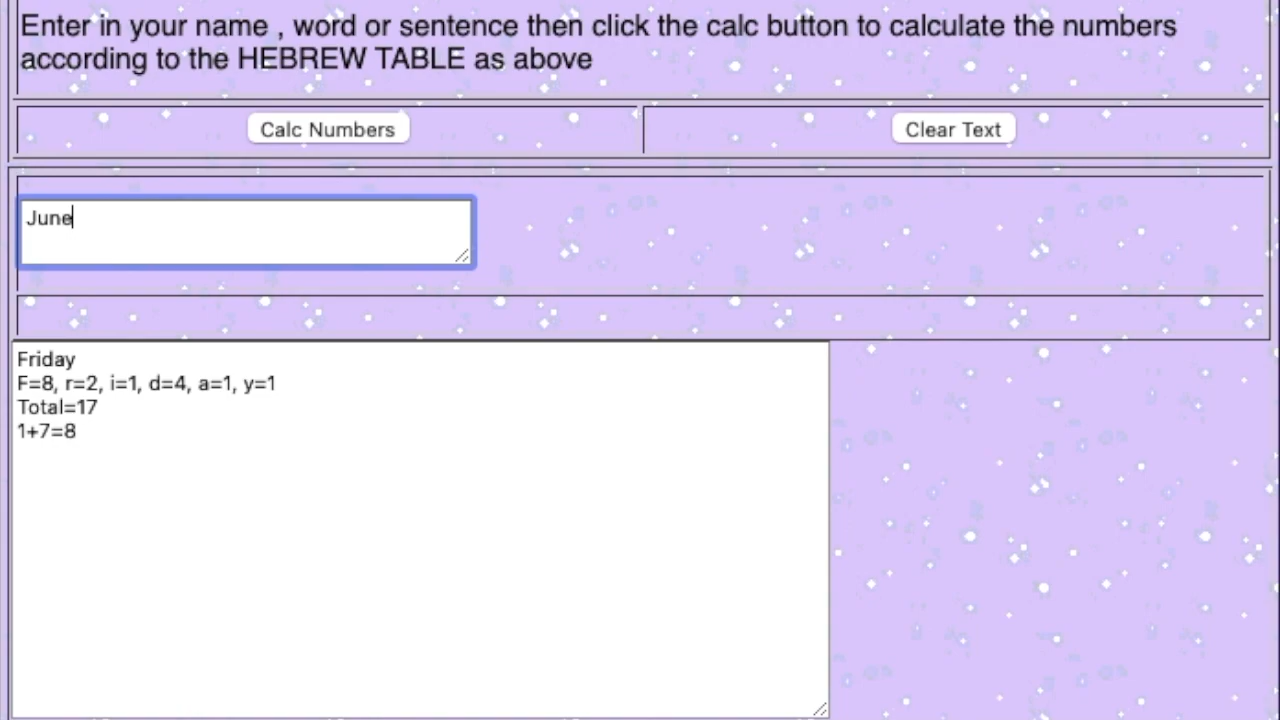 Enter in your name , word or sentence then click the calc button to calculate the numbers
according to the HEBREW TABLE as above
Calc Numbers
Clear Text
June
Friday
F=8, r=2, i=1, d=4, a=1, y=1
Total=17
1+7=8